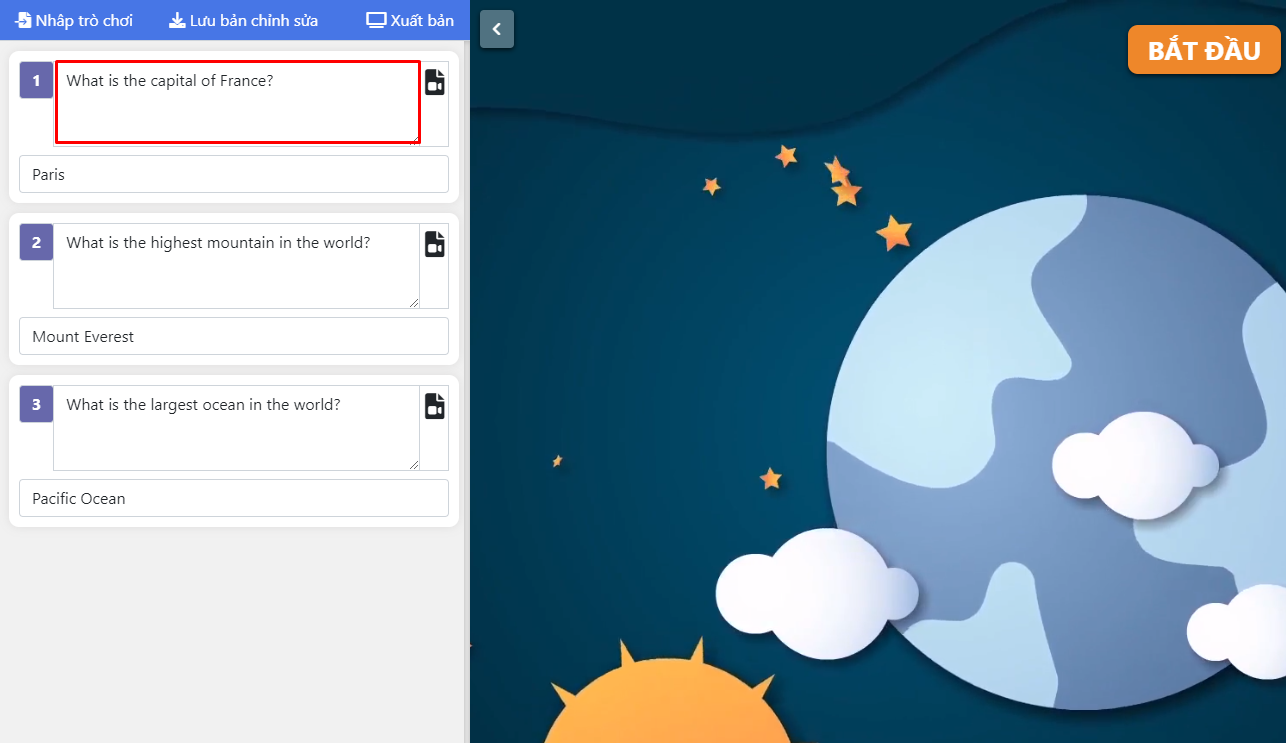 Nhập trò chơi Lưu bản chỉnh sửa Xuất bản
1 What is the capital of France?
Paris
2 What is the highest mountain in the world?
Mount Everest
3 What is the largest ocean in the world?
Pacific Ocean
BẮT ĐẦU